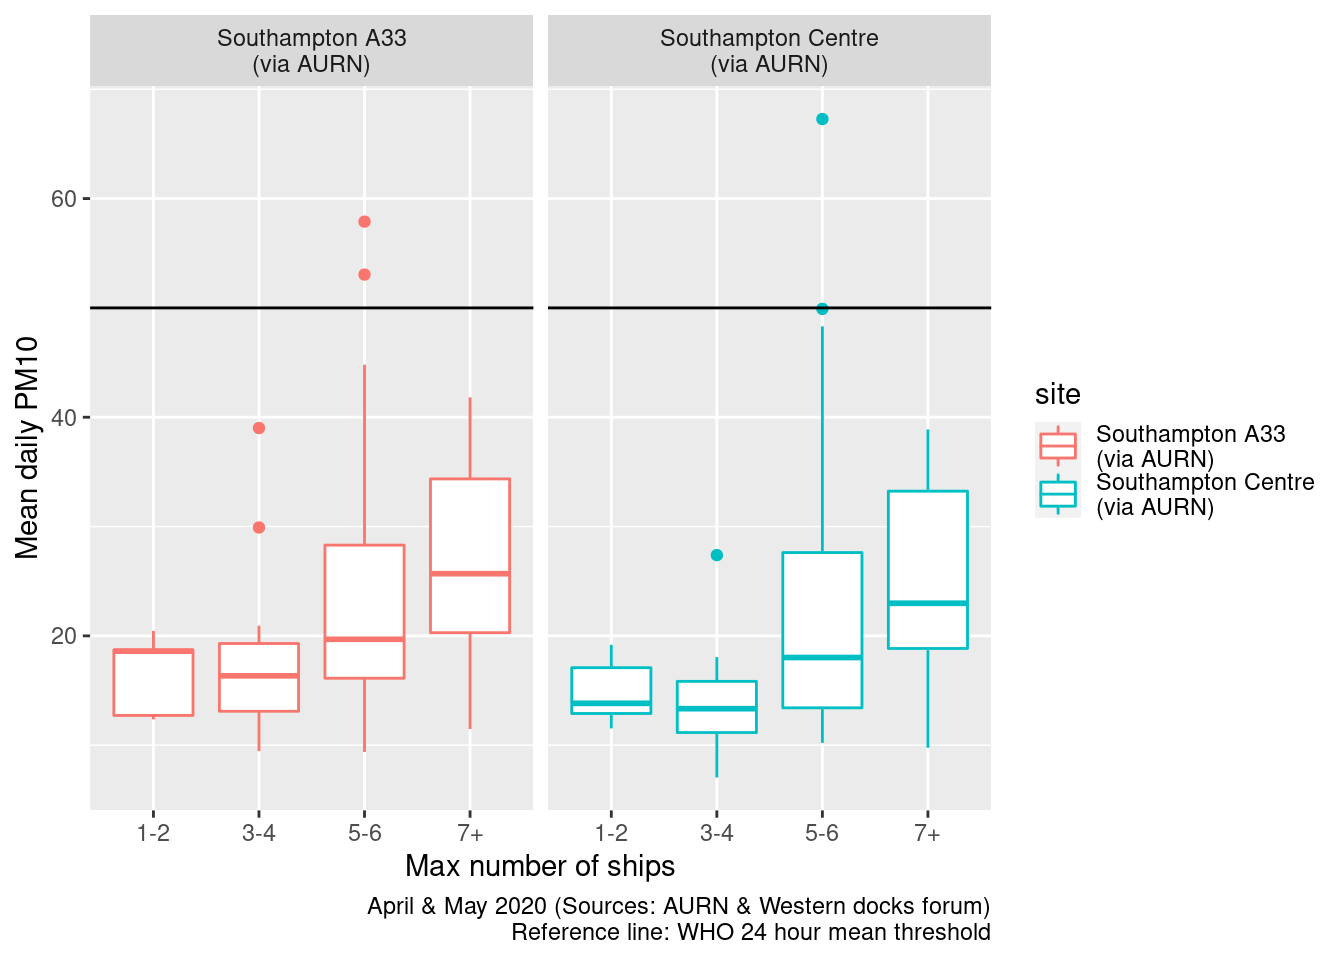 Southampton A33
(via AURN)
Southampton Centre
(via AURN)
60
40
20
Mean daily PM10
1-2
3-4
5-6
7+
1-2
3-4
5-6
7+
Max number of ships
site
Southampton A33
(via AURN)
Southampton Centre
(via AURN)
April & May 2020 (Sources: AURN & Western docks forum)
Reference line: WHO 24 hour mean threshold